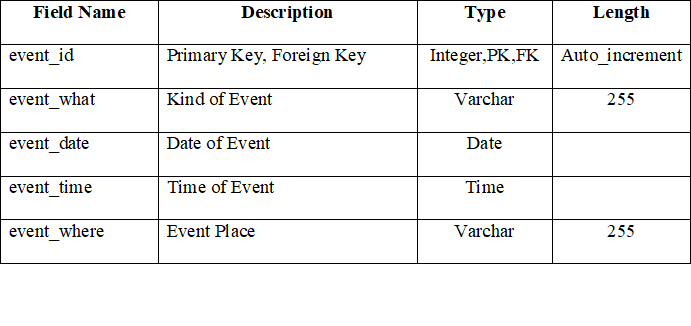 Field Name Description Type Length
event_id Primary Key, Foreign Key Integer,PK,FK Auto_increment
event_what Kind of Event Varchar 255
event_date Date of Event Date
event_time Time of Event Time
event_where Event Place Varchar 255